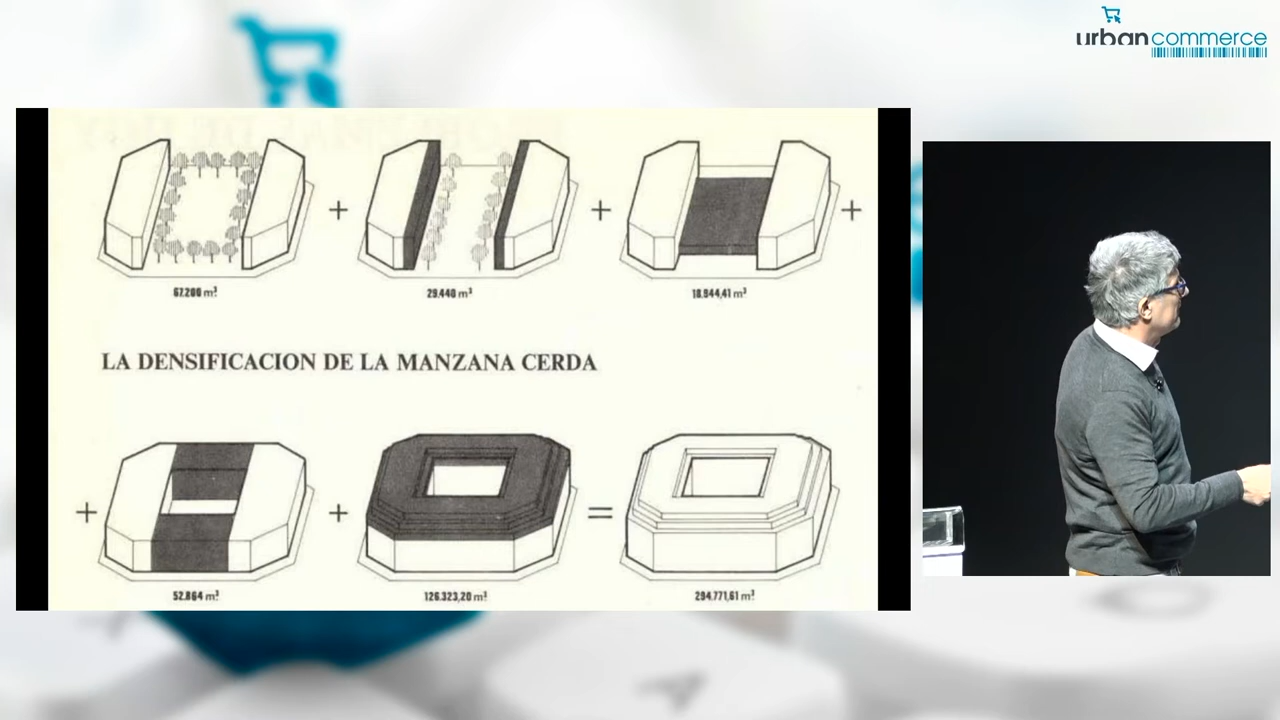 urbancommerce
+
+
+
67.200 m³
29.440 m³
18.944,41 m³
LA DENSIFICACION DE LA MANZANA CERDA
+
+
=
52.864 m³
126.323,20 m³
294.771,61 m³